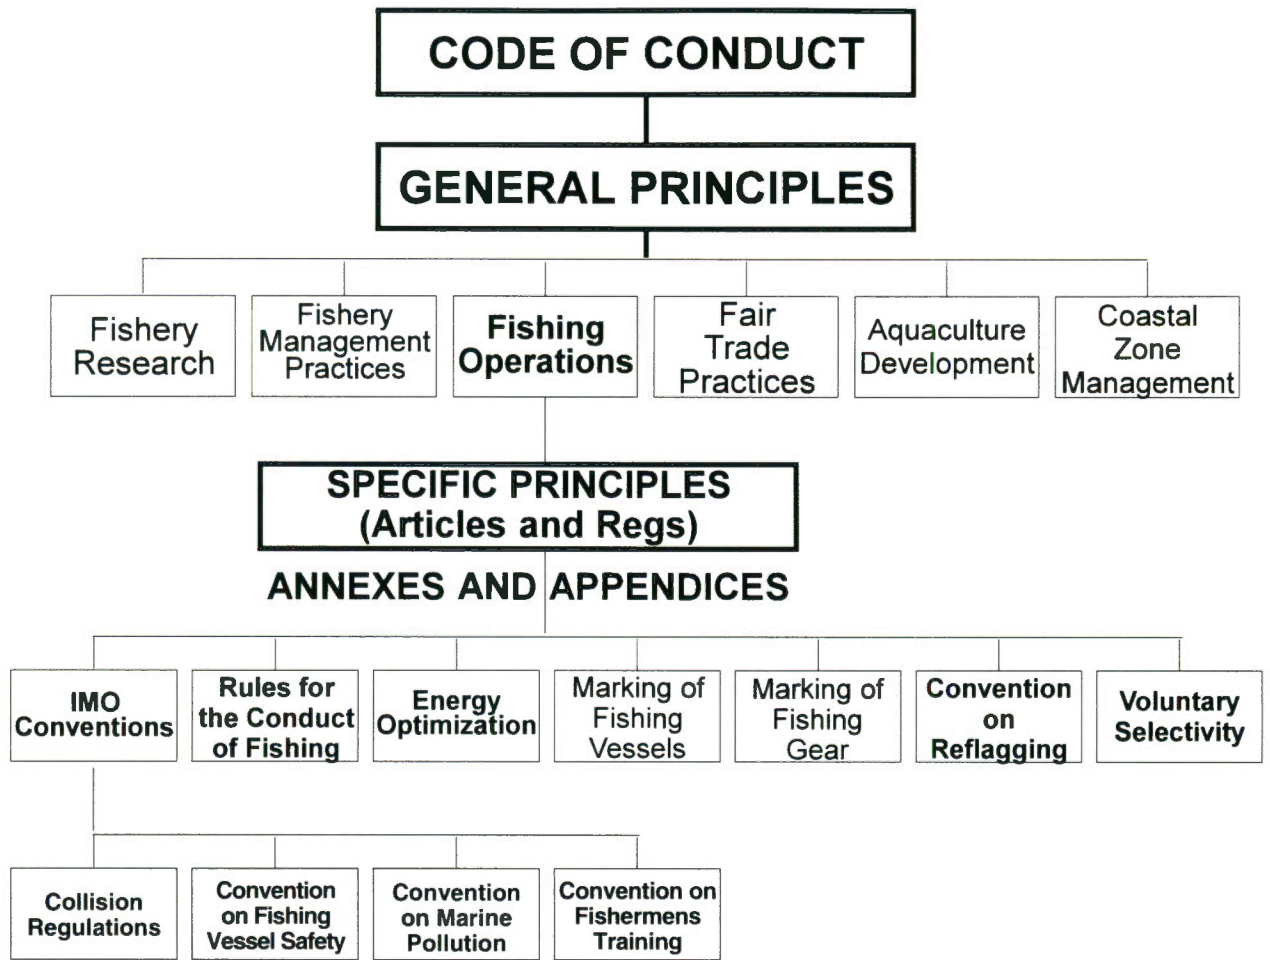 CODE OF CONDUCT
GENERAL PRINCIPLES
Fishery
Research
Fishery
Management
Practices
Fishing
Operations
Fair
Trade
Practices
Aquaculture
Development
Coastal
Zone
Management
SPECIFIC PRINCIPLES
(Articles and Regs)
ANNEXES AND APPENDICES
IMO
Conventions
Rules for
the Conduct
of Fishing
Energy
Optimization
Marking of
Fishing
Vessels
Marking of
Fishing
Gear
Convention
on
Reflagging
Voluntary
Selectivity
Collision
Regulations
Convention
on Fishing
Vessel Safety
Convention
on Marine
Pollution
Convention on
Fishermens
Training